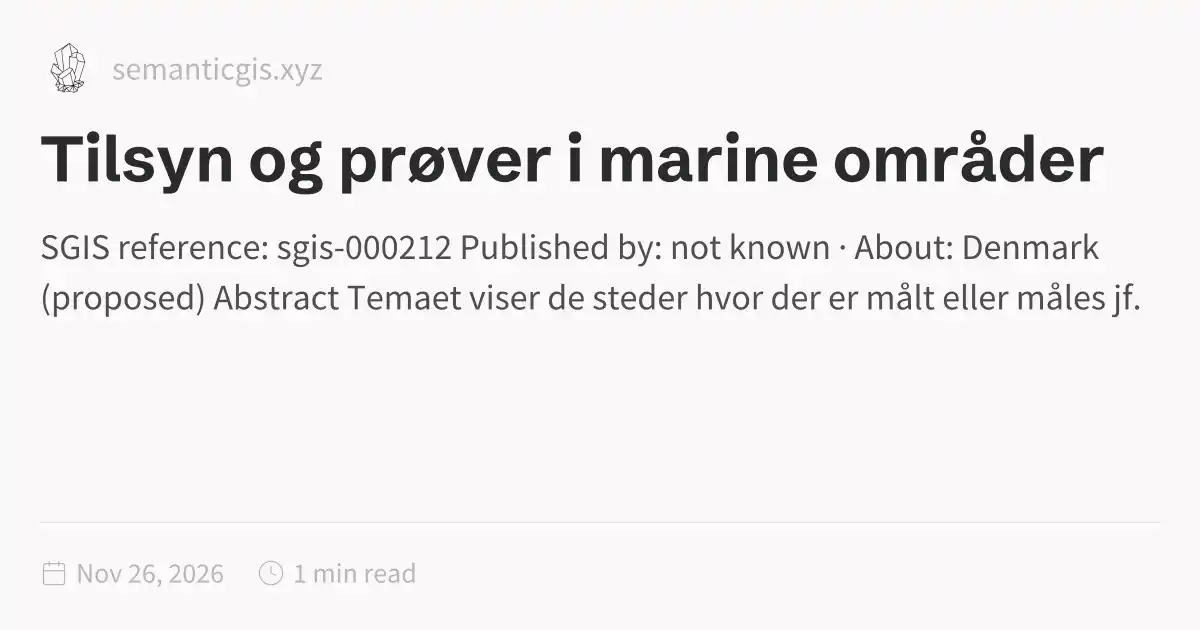 semanticgis.xyz
Tilsyn og prøver i marine områder
SGIS reference: sgis-000212 Published by: not known · About: Denmark
(proposed) Abstract Temaet viser de steder hvor der er målt eller måles jf.
Nov 26, 2026 1 min read